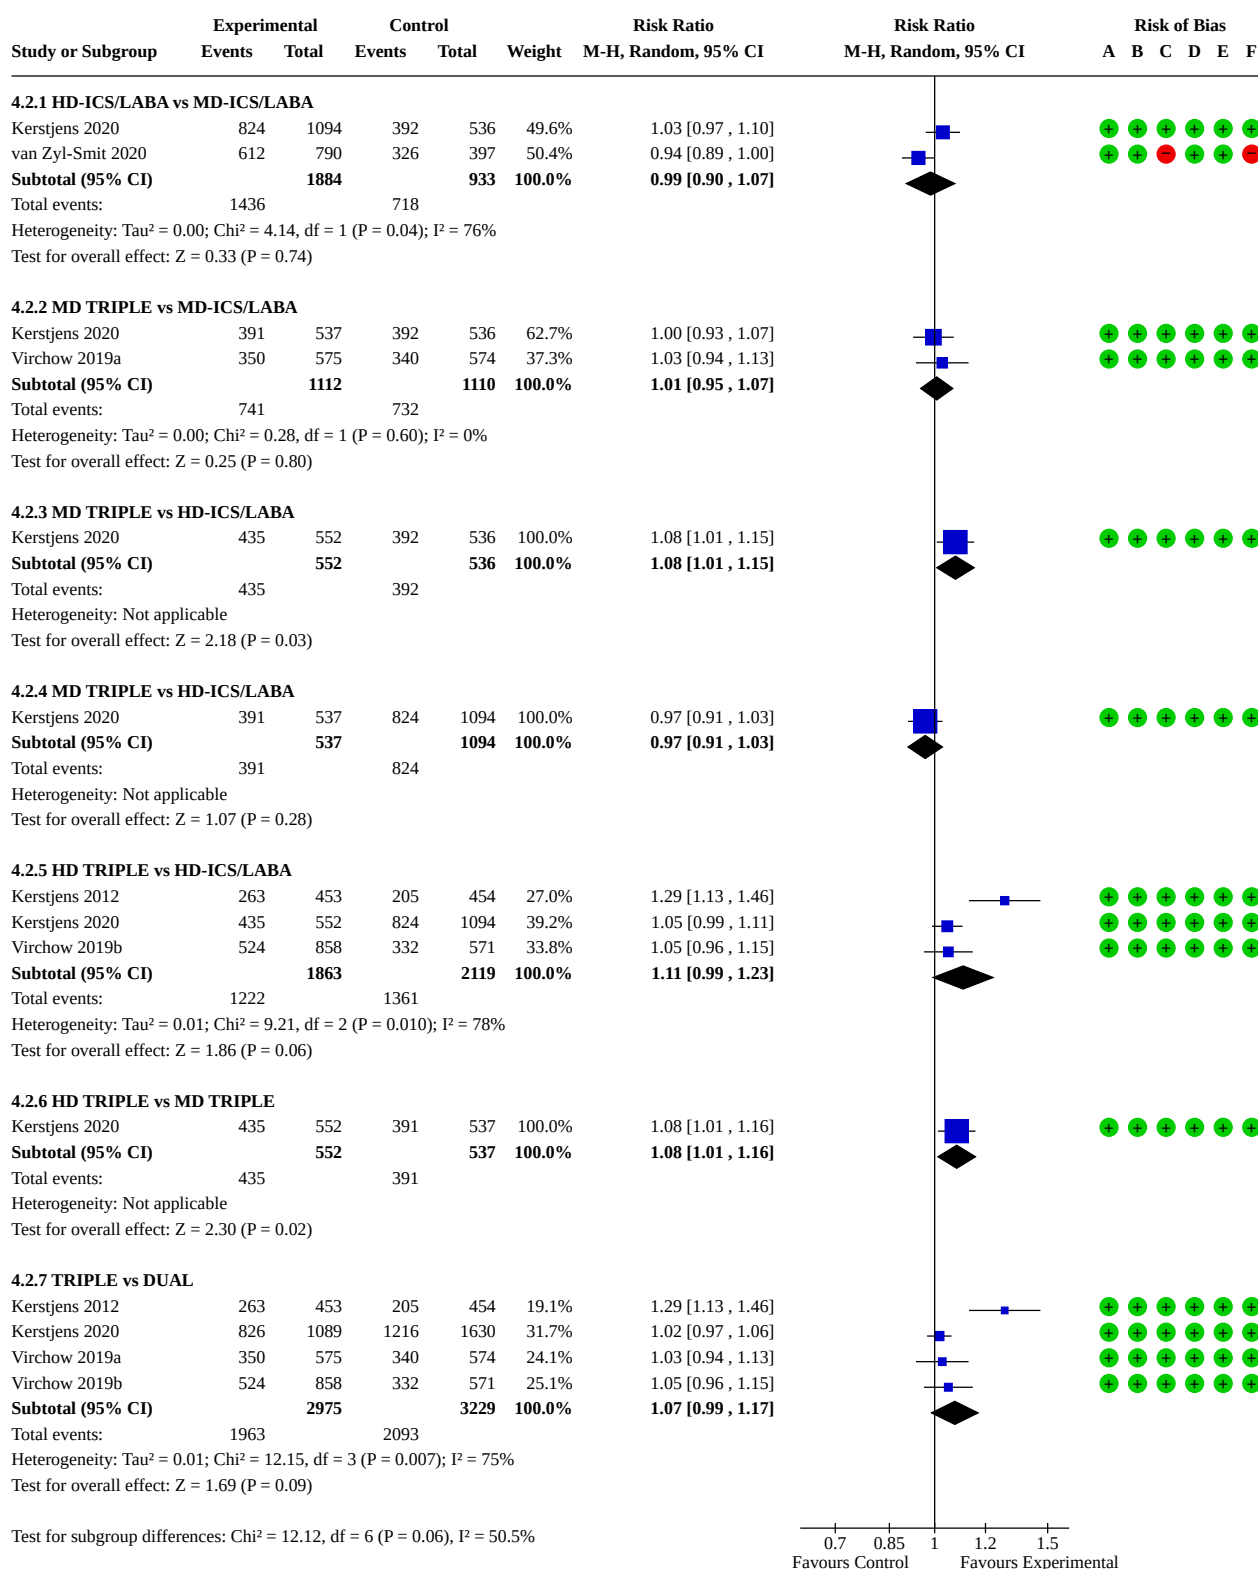 Experimental Control Risk Ratio Risk Ratio Risk of Bias
Study or Subgroup Events Total Events Total Weight M-H, Random, 95% CI M-H, Random, 95% CI A B C D E F
4.2.1 HD-ICS/LABA vs MD-ICS/LABA
Kerstjens 2020 824 1094 392 536 49.6% 1.03 [0.97 , 1.10] + + + + + +
van Zyl-Smit 2020 612 790 326 397 50.4% 0.94 [0.89 , 1.00] + + − + + −
Subtotal (95% CI) 1884 933 100.0% 0.99 [0.90 , 1.07]
Total events: 1436 718
Heterogeneity: Tau² = 0.00; Chi² = 4.14, df = 1 (P = 0.04); I² = 76%
Test for overall effect: Z = 0.33 (P = 0.74)
4.2.2 MD TRIPLE vs MD-ICS/LABA
Kerstjens 2020 391 537 392 536 62.7% 1.00 [0.93 , 1.07] + + + + + +
Virchow 2019a 350 575 340 574 37.3% 1.03 [0.94 , 1.13] + + + + + +
Subtotal (95% CI) 1112 1110 100.0% 1.01 [0.95 , 1.07]
Total events: 741 732
Heterogeneity: Tau² = 0.00; Chi² = 0.28, df = 1 (P = 0.60); I² = 0%
Test for overall effect: Z = 0.25 (P = 0.80)
4.2.3 MD TRIPLE vs HD-ICS/LABA
Kerstjens 2020 435 552 392 536 100.0% 1.08 [1.01 , 1.15] + + + + + +
Subtotal (95% CI) 552 536 100.0% 1.08 [1.01 , 1.15]
Total events: 435 392
Heterogeneity: Not applicable
Test for overall effect: Z = 2.18 (P = 0.03)
4.2.4 MD TRIPLE vs HD-ICS/LABA
Kerstjens 2020 391 537 824 1094 100.0% 0.97 [0.91 , 1.03] + + + + + +
Subtotal (95% CI) 537 1094 100.0% 0.97 [0.91 , 1.03]
Total events: 391 824
Heterogeneity: Not applicable
Test for overall effect: Z = 1.07 (P = 0.28)
4.2.5 HD TRIPLE vs HD-ICS/LABA
Kerstjens 2012 263 453 205 454 27.0% 1.29 [1.13 , 1.46] + + + + + +
Kerstjens 2020 435 552 824 1094 39.2% 1.05 [0.99 , 1.11] + + + + + +
Virchow 2019b 524 858 332 571 33.8% 1.05 [0.96 , 1.15] + + + + + +
Subtotal (95% CI) 1863 2119 100.0% 1.11 [0.99 , 1.23]
Total events: 1222 1361
Heterogeneity: Tau² = 0.01; Chi² = 9.21, df = 2 (P = 0.010); I² = 78%
Test for overall effect: Z = 1.86 (P = 0.06)
4.2.6 HD TRIPLE vs MD TRIPLE
Kerstjens 2020 435 552 391 537 100.0% 1.08 [1.01 , 1.16] + + + + + +
Subtotal (95% CI) 552 537 100.0% 1.08 [1.01 , 1.16]
Total events: 435 391
Heterogeneity: Not applicable
Test for overall effect: Z = 2.30 (P = 0.02)
4.2.7 TRIPLE vs DUAL
Kerstjens 2012 263 453 205 454 19.1% 1.29 [1.13 , 1.46] + + + + + +
Kerstjens 2020 826 1089 1216 1630 31.7% 1.02 [0.97 , 1.06] + + + + + +
Virchow 2019a 350 575 340 574 24.1% 1.03 [0.94 , 1.13] + + + + + +
Virchow 2019b 524 858 332 571 25.1% 1.05 [0.96 , 1.15] + + + + + +
Subtotal (95% CI) 2975 3229 100.0% 1.07 [0.99 , 1.17]
Total events: 1963 2093
Heterogeneity: Tau² = 0.01; Chi² = 12.15, df = 3 (P = 0.007); I² = 75%
Test for overall effect: Z = 1.69 (P = 0.09)
Test for subgroup differences: Chi² = 12.12, df = 6 (P = 0.06), I² = 50.5%
0.7 0.85 1 1.2 1.5
Favours Control Favours Experimental